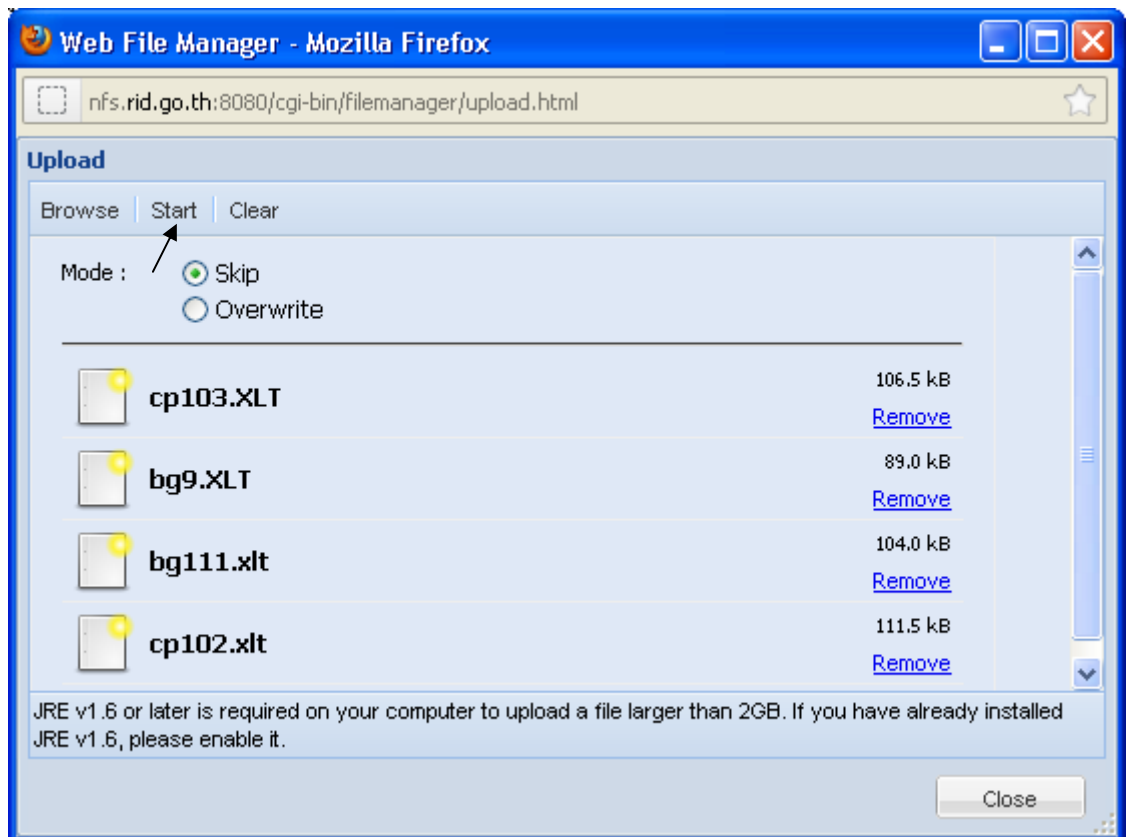 Web File Manager - Mozilla Firefox
nfs.rid.go.th:8080/cgi-bin/filemanager/upload.html
Upload
Browse Start Clear
Mode : Skip
Overwrite
cp103.XLT 106.5 kB
Remove
bg9.XLT 89.0 kB
Remove
bg111.xlt 104.0 kB
Remove
cp102.xlt 111.5 kB
Remove
JRE v1.6 or later is required on your computer to upload a file larger than 2GB. If you have already installed
JRE v1.6, please enable it.
Close